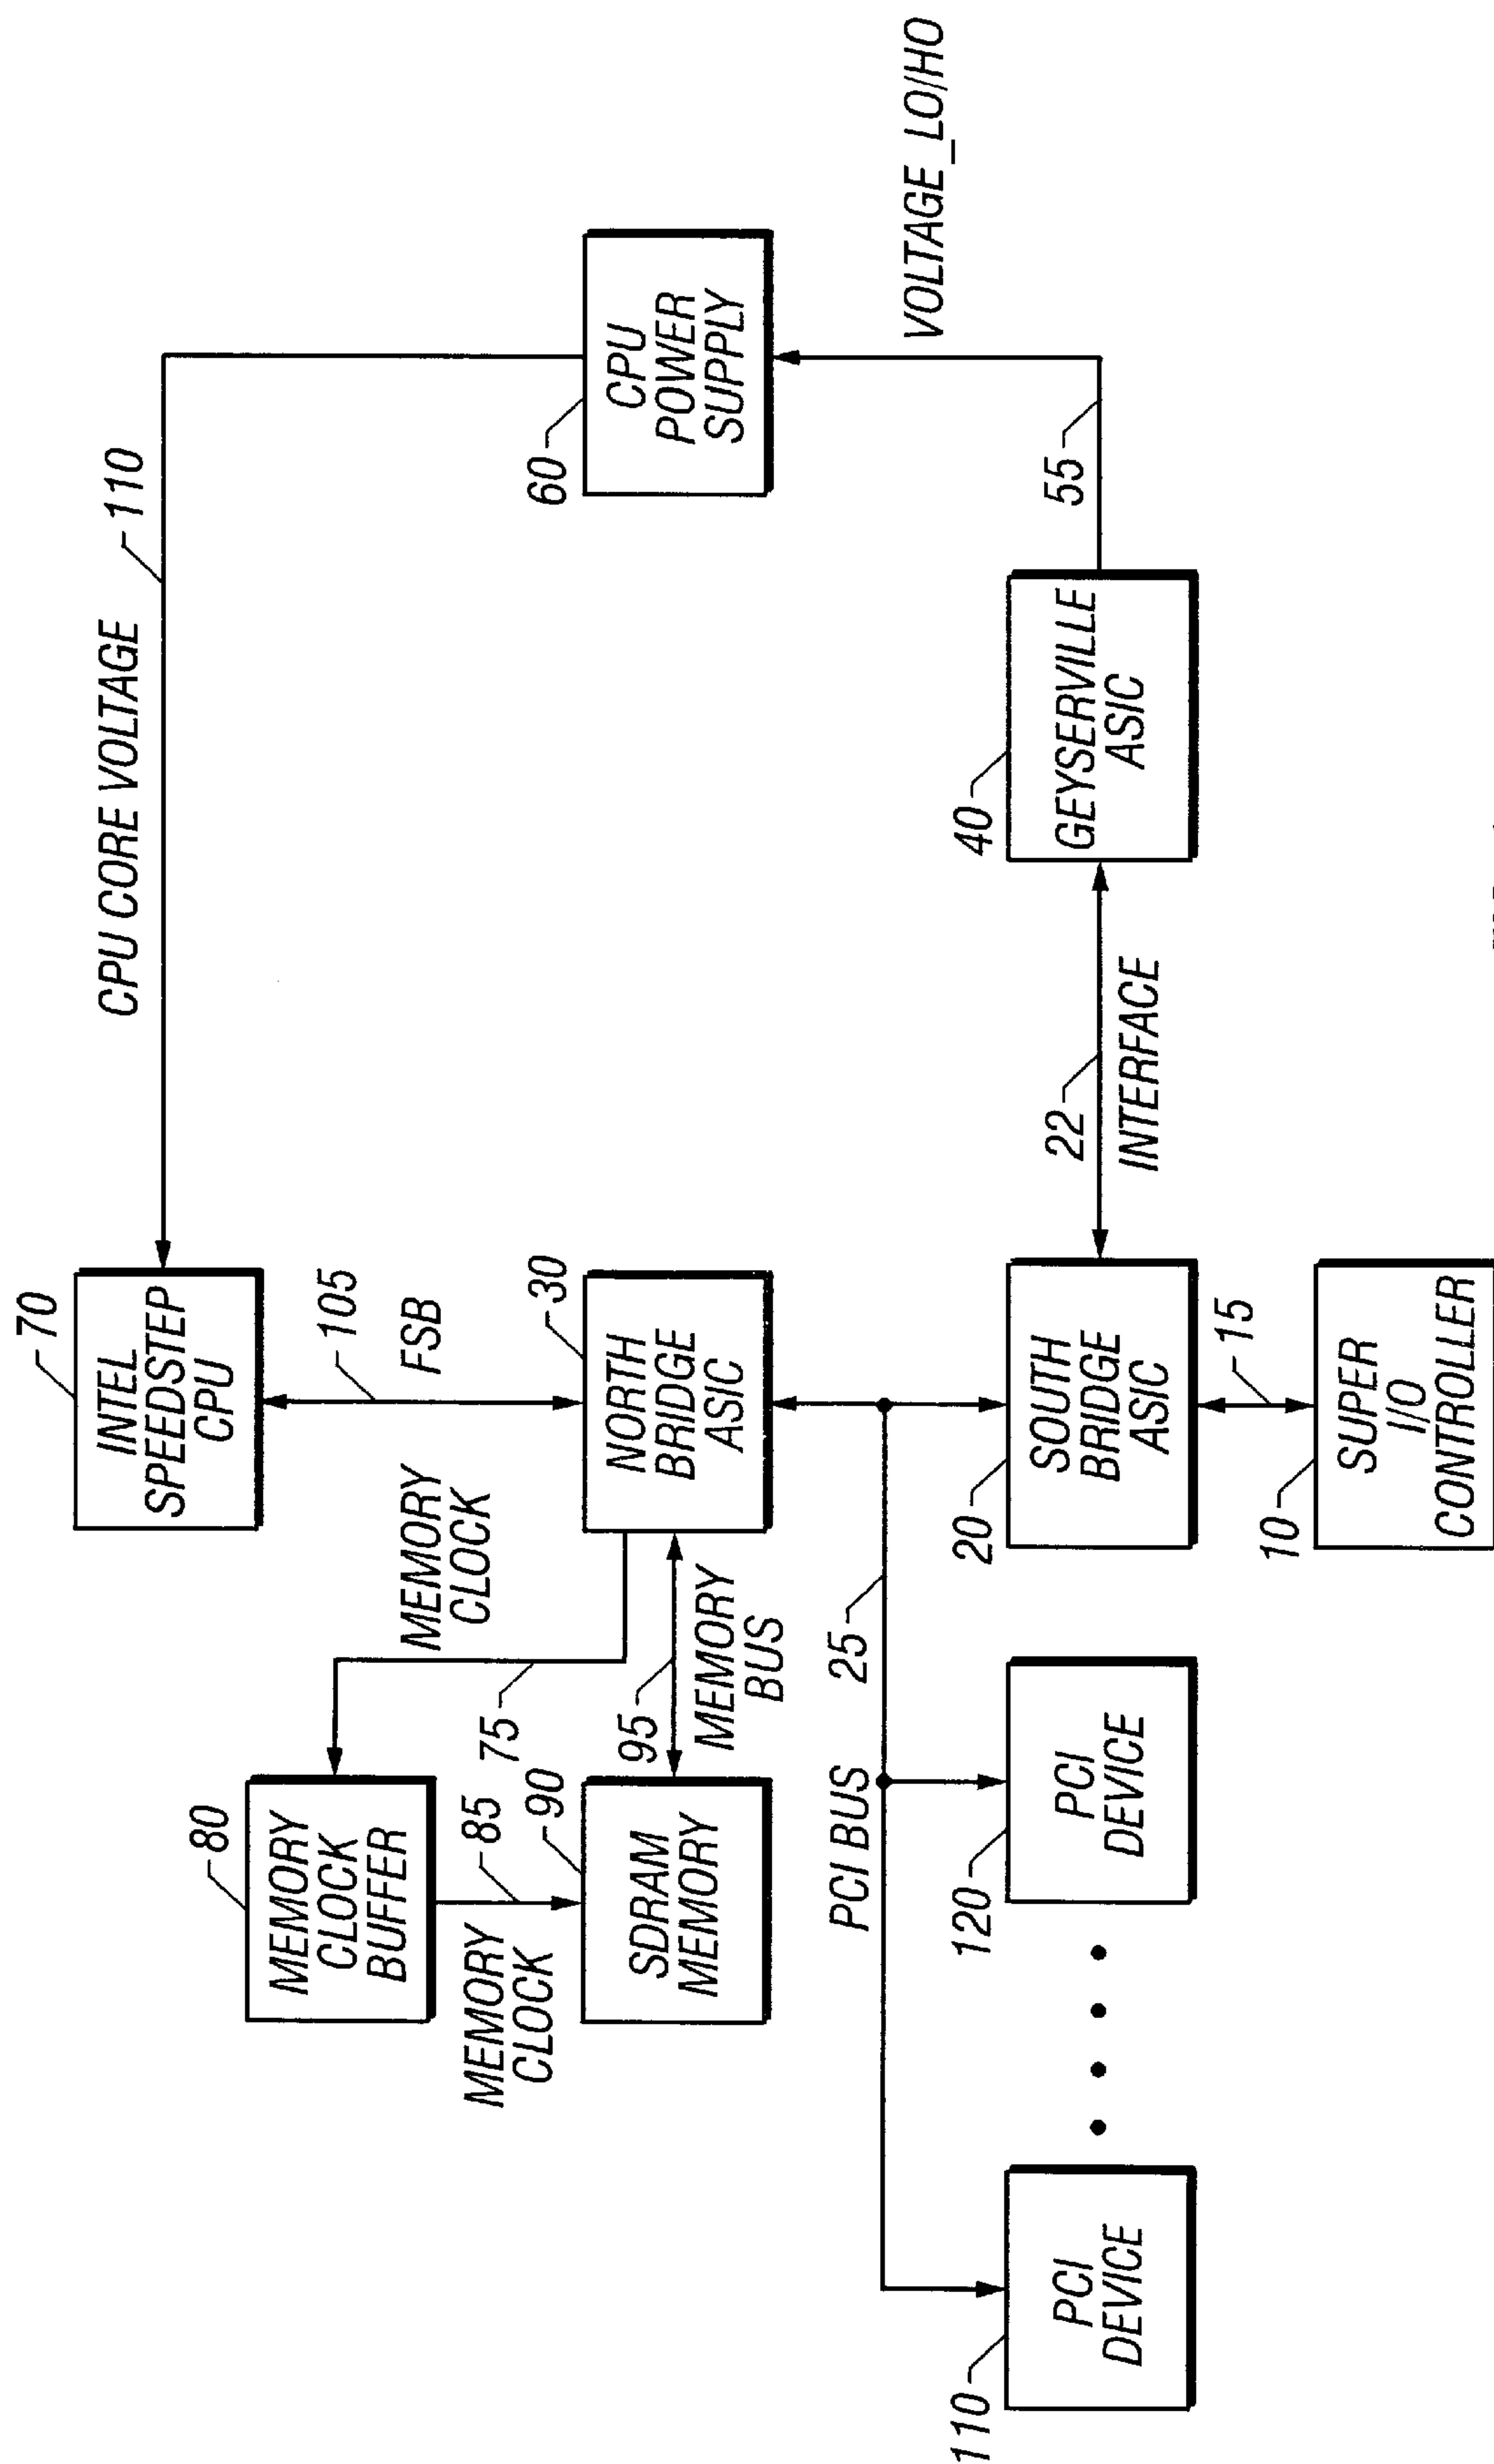 70
INTEL
SPEEDSTEP
CPU
CPU CORE VOLTAGE
110
105
FSB
80
MEMORY
CLOCK
BUFFER
MEMORY
CLOCK
75
85
MEMORY
CLOCK
90
SDRAM
MEMORY
95
MEMORY
BUS
30
NORTH
BRIDGE
ASIC
60
CPU
POWER
SUPPLY
VOLTAGE_LO/HO
55
PCI BUS
25
110
PCI
DEVICE
120
PCI
DEVICE
20
SOUTH
BRIDGE
ASIC
22
INTERFACE
40
GEYSERVILLE
ASIC
15
10
SUPER
I/O
CONTROLLER